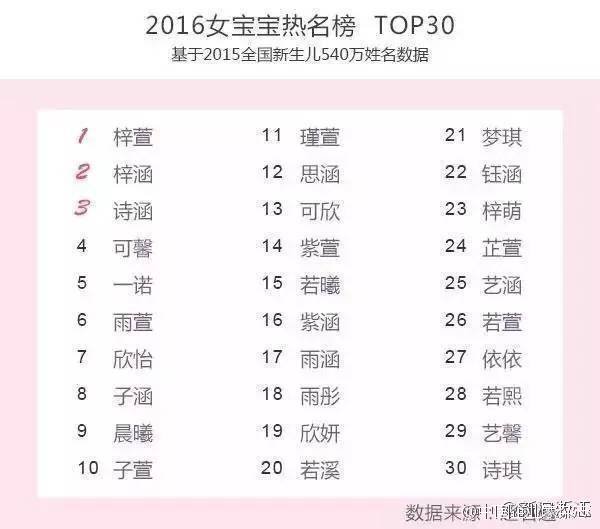 2016女宝宝热名榜 TOP30
基于2015全国新生儿540万姓名数据
1 梓萱 11 瑾萱 21 梦琪
2 梓涵 12 思涵 22 钰涵
3 诗涵 13 可欣 23 梓萌
4 可馨 14 紫萱 24 芷萱
5 一诺 15 若曦 25 艺涵
6 雨萱 16 紫涵 26 若萱
7 欣怡 17 雨涵 27 依依
8 子涵 18 雨彤 28 若熙
9 晨曦 19 欣妍 29 艺馨
10 子萱 20 若溪 30 诗琪
数据来源